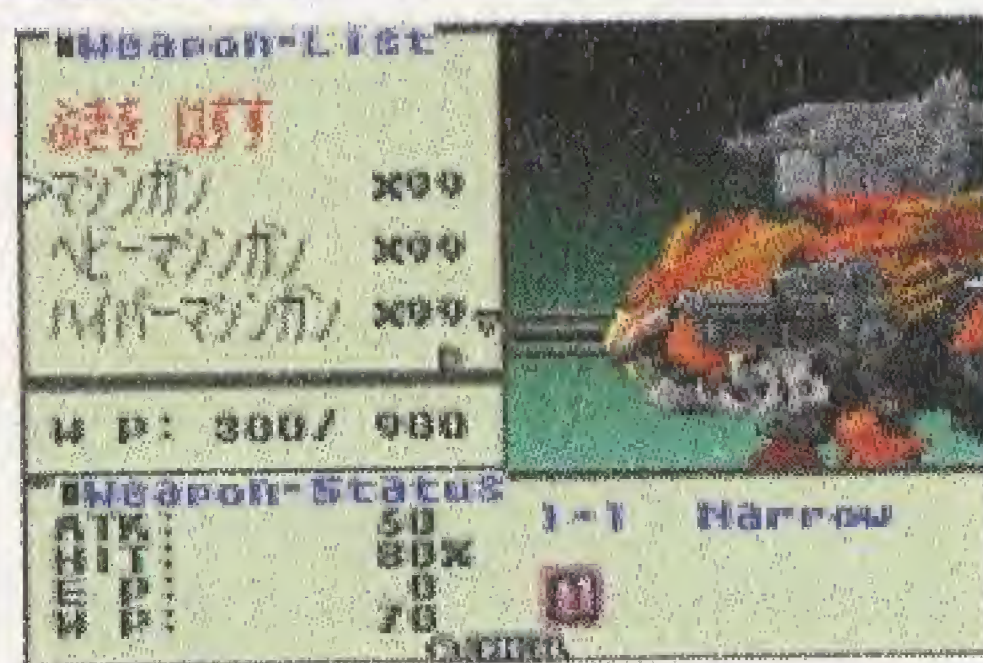 Weapon-List
ぶきを はずす
マシンガン X99
ヘビーマシンガン X99
ハイパーマシンガン X99
W P: 300/ 900
Weapon-Status
ATK: 50
HIT: 80%
E P: 0
W P: 70
1-1 Narrow
M